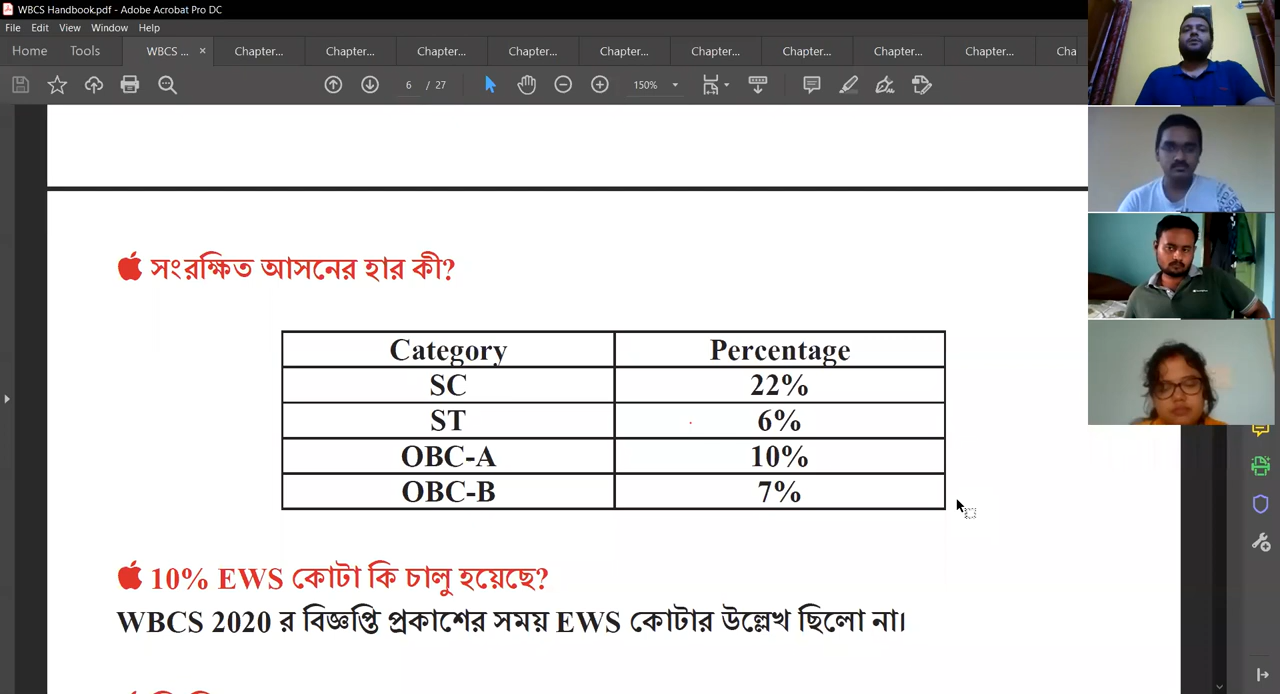 WBCS Handbook.pdf - Adobe Acrobat Pro DC
File Edit View Window Help
Home Tools WBCS ... × Chapter... Chapter... Chapter... Chapter... Chapter... Chapter... Chapter... Chapter... Chapter... Cha
6 / 27 150%
সংরক্ষিত আসনের হার কী?
Category Percentage
SC 22%
ST 6%
OBC-A 10%
OBC-B 7%
10% EWS কোটা কি চালু হয়েছে?
WBCS 2020 র বিজ্ঞপ্তি প্রকাশের সময় EWS কোটার উল্লেখ ছিলো না।